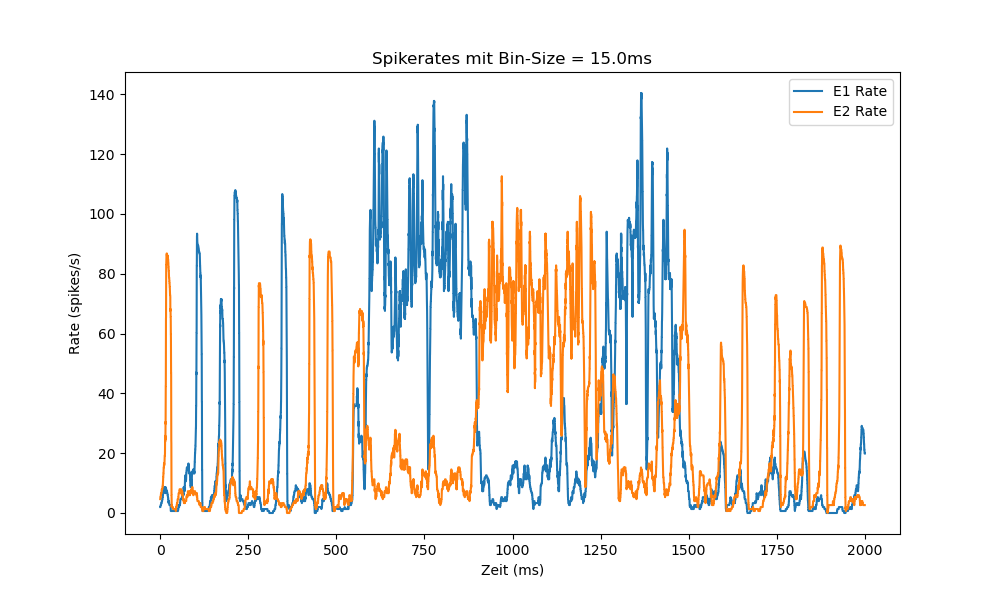 Spikerates mit Bin-Size = 15.0ms
E1 Rate
E2 Rate
Rate (spikes/s)
140
120
100
80
60
40
20
0
0 250 500 750 1000 1250 1500 1750 2000
Zeit (ms)